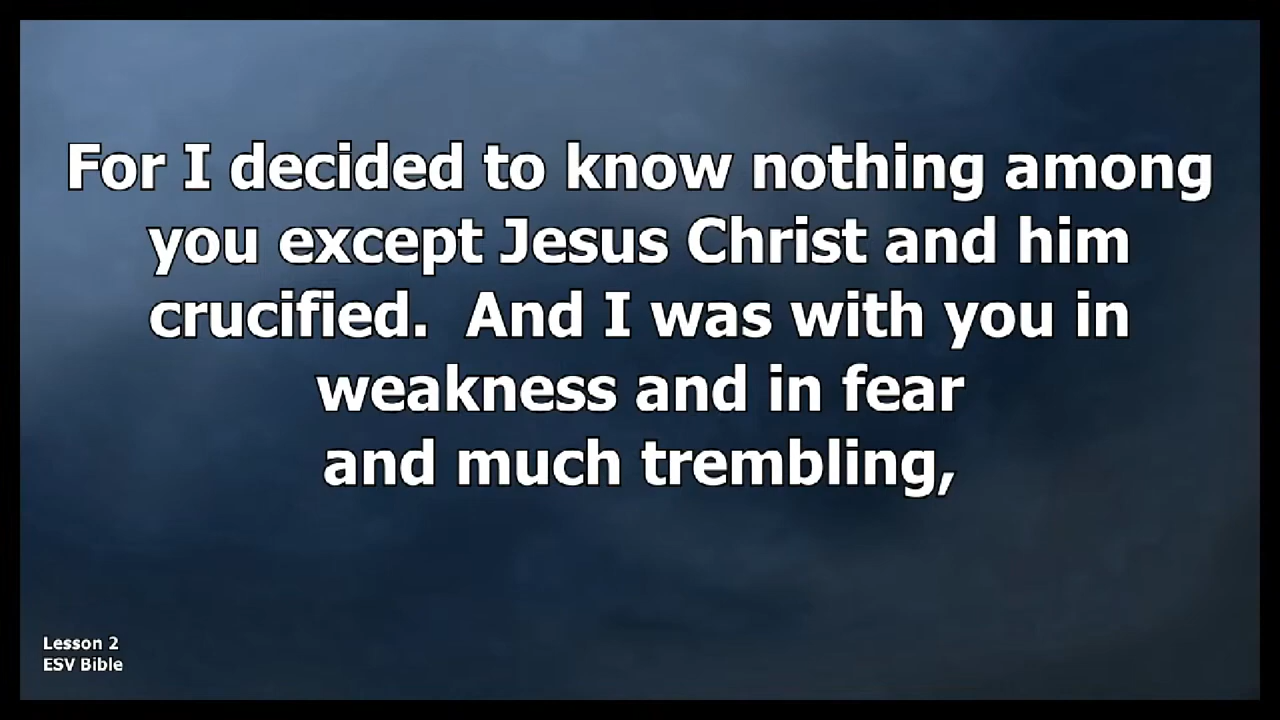 For I decided to know nothing among
you except Jesus Christ and him
crucified.  And I was with you in
weakness and in fear
and much trembling,
Lesson 2
ESV Bible